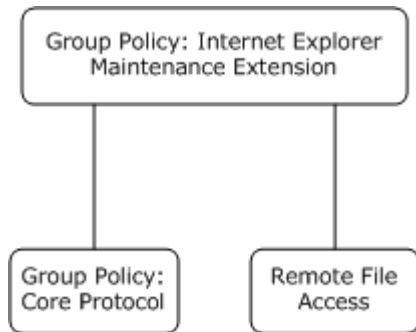 Group Policy: Internet Explorer
Maintenance Extension
Group Policy:
Core Protocol
Remote File
Access